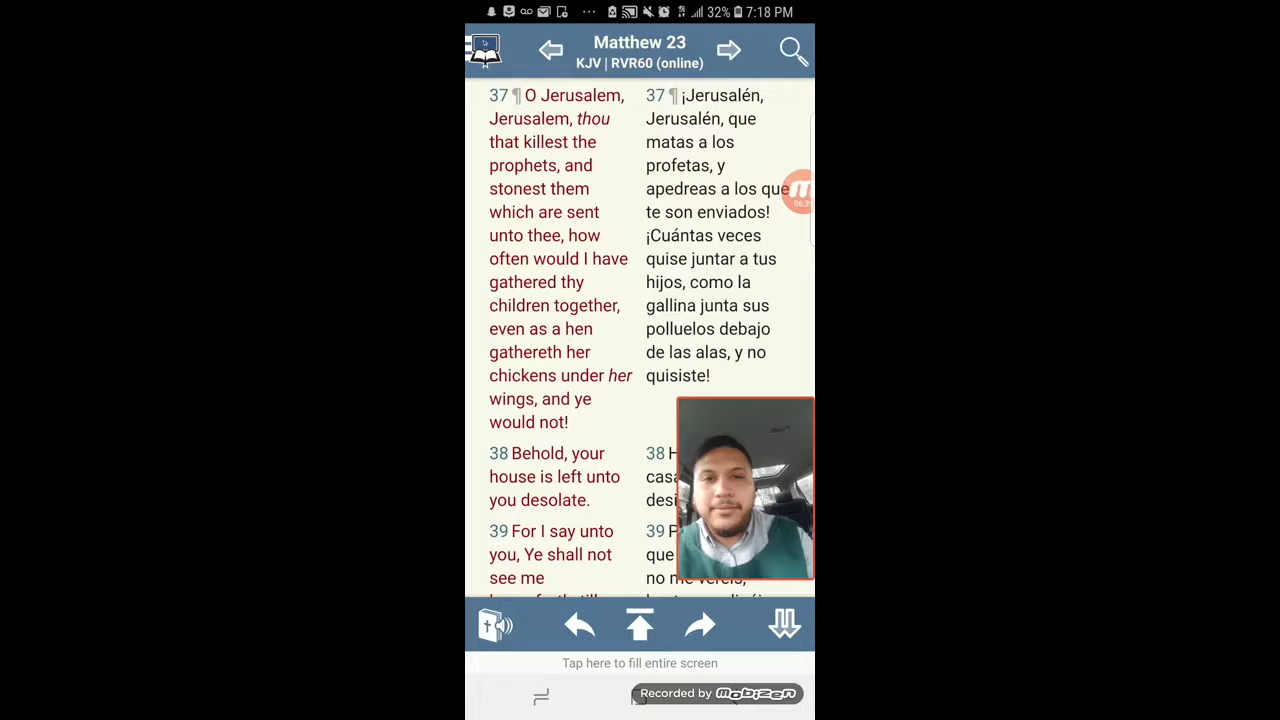 32% 7:18 PM
Matthew 23
KJV | RVR60 (online)
37 ¶ O Jerusalem,
Jerusalem, thou
that killest the
prophets, and
stonest them
which are sent
unto thee, how
often would I have
gathered thy
children together,
even as a hen
gathereth her
chickens under her
wings, and ye
would not!
38 Behold, your
house is left unto
you desolate.
39 For I say unto
you, Ye shall not
see me
37 ¶ ¡Jerusalén,
Jerusalén, que
matas a los
profetas, y
apedreas a los que
te son enviados!
¡Cuántas veces
quise juntar a tus
hijos, como la
gallina junta sus
polluelos debajo
de las alas, y no
quisiste!
38
39
que
no
Tap here to fill entire screen
Recorded by MOBIZEN